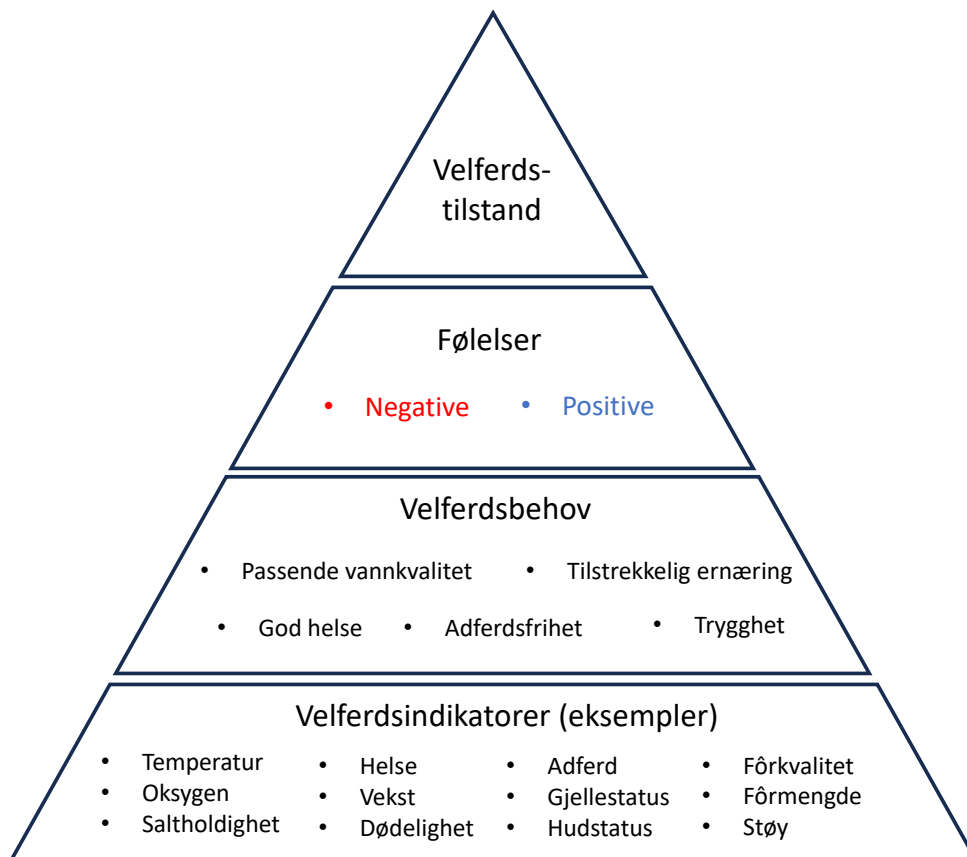 Velferds-
tilstand
Følelser
• Negative • Positive
Velferdsbehov
• Passende vannkvalitet • Tilstrekkelig ernæring
• God helse • Adferdsfrihet • Trygghet
Velferdsindikatorer (eksempler)
• Temperatur • Helse • Adferd • Fôrkvalitet
• Oksygen • Vekst • Gjellestatus • Fôrmengde
• Saltholdighet • Dødelighet • Hudstatus • Støy